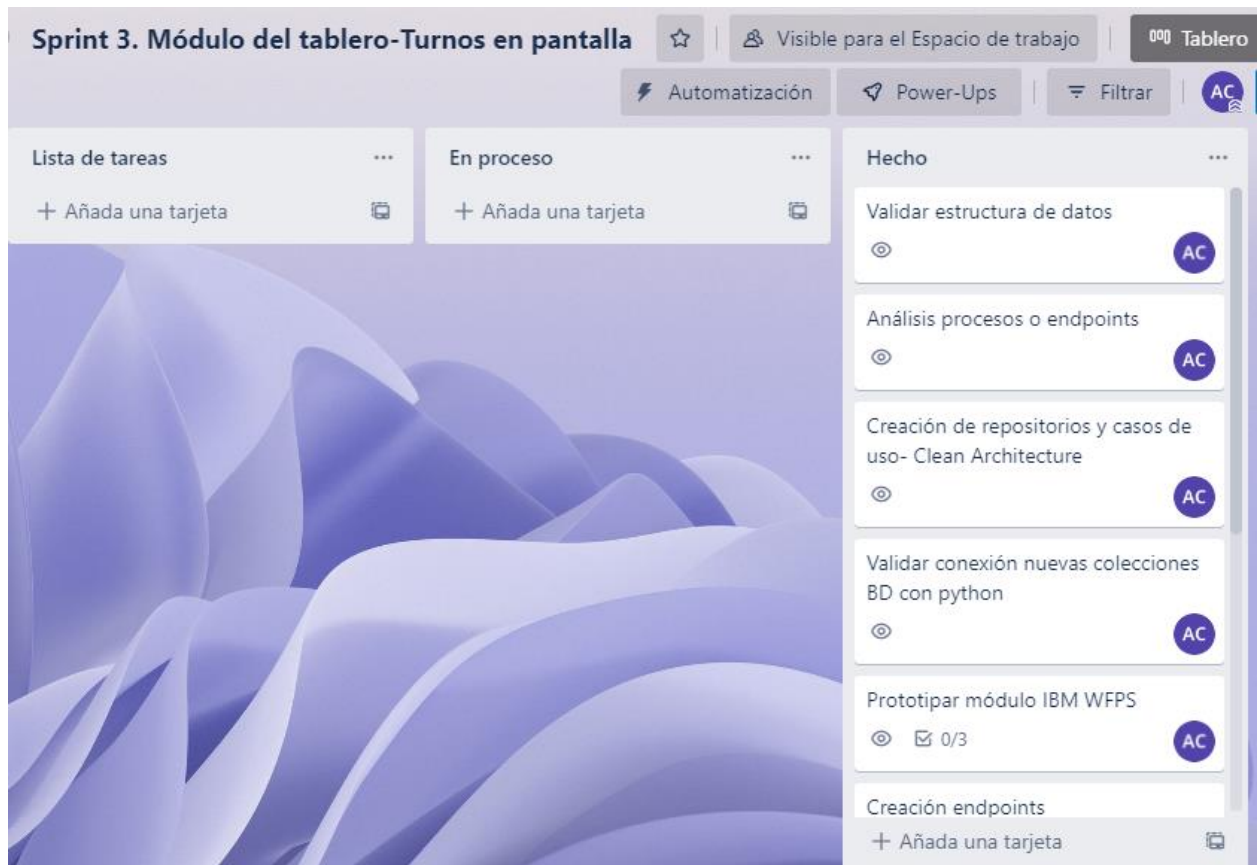 Sprint 3. Módulo del tablero-Turnos en pantalla
Visible para el Espacio de trabajo
Tablero
Automatización
Power-Ups
Filtrar
AC
Lista de tareas
Añada una tarjeta
En proceso
Añada una tarjeta
Hecho
Validar estructura de datos
AC
Análisis procesos o endpoints
AC
Creación de repositorios y casos de
uso- Clean Architecture
AC
Validar conexión nuevas colecciones
BD con python
AC
Prototipar módulo IBM WFPS
0/3
AC
Creación endpoints
Añada una tarjeta